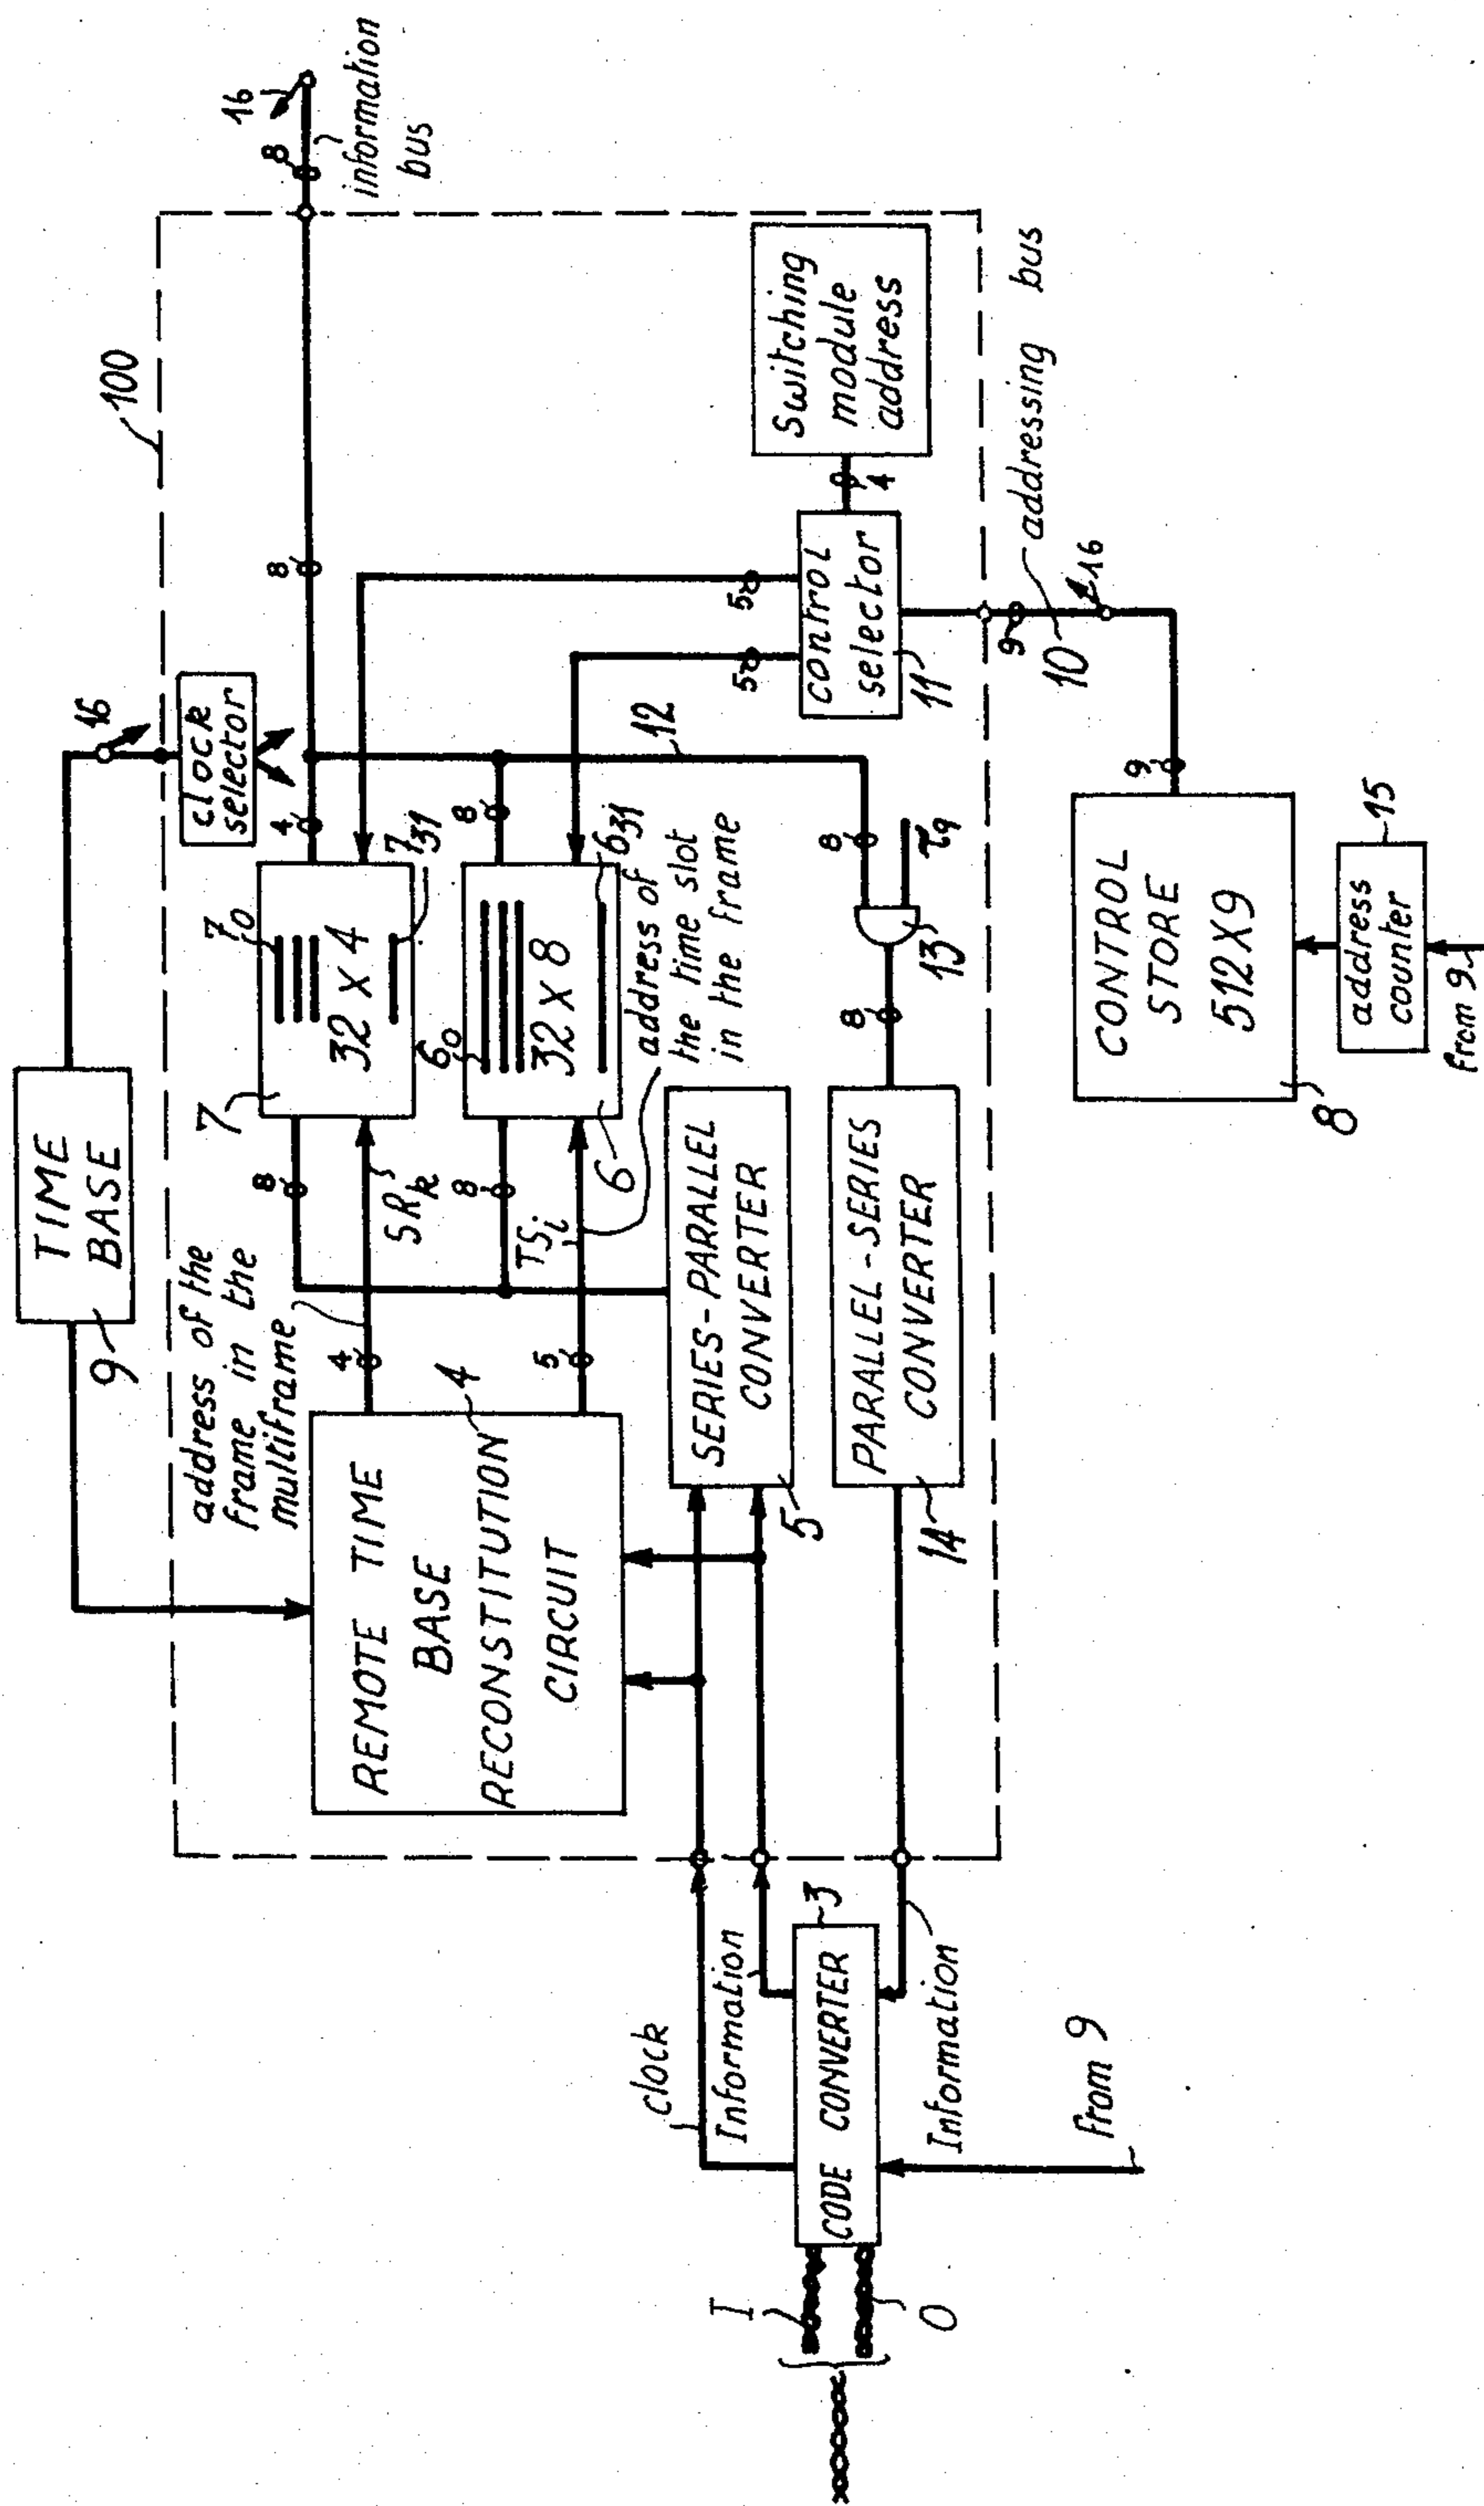 TIME
BASE
9
16
clock
selector
100
16
8
information
bus
address of the
frame in the
multiframe
8
SRk
4
7
7₀
32 x 4
7₃₁
4
8
REMOTE TIME
BASE
RECONSTITUTION
CIRCUIT
4
5
8
TSi
6
6₀
32 x 8
6₃₁
8
address of
the time slot
in the frame
12
5
5
control
selector
11
4
Switching
module
address
SERIES-PARALLEL
CONVERTER
5
PARALLEL-SERIES
CONVERTER
14
8
13
8
τ9
9
10
addressing bus
16
9
CONTROL
STORE
512X9
8
address
counter
15
From 9
clock
Information
CODE CONVERTER
3
Information
From 9
I
O